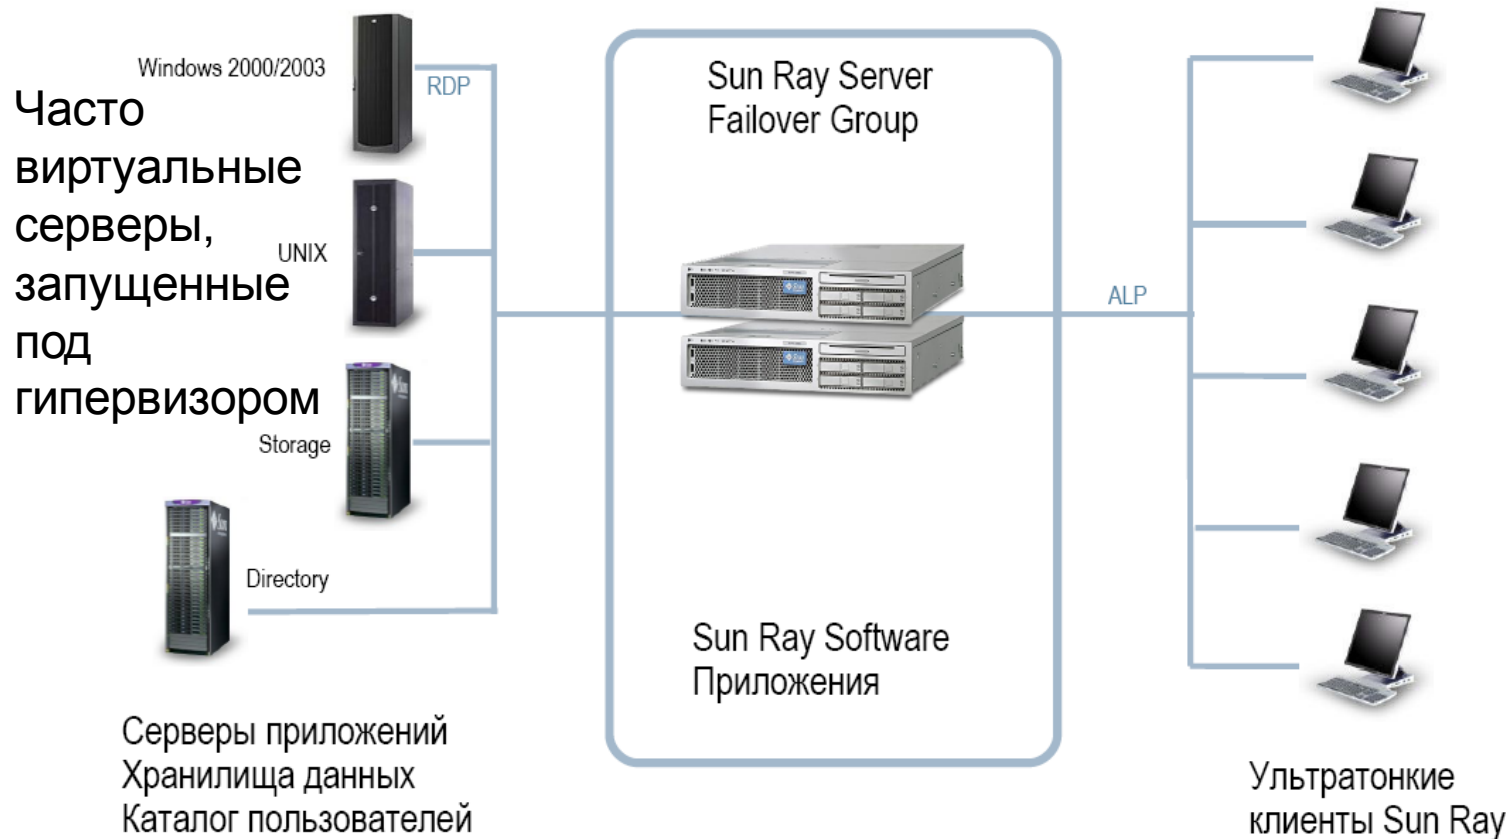 Windows 2000/2003
RDP
Часто
виртуальные
серверы,
запущенные
под
гипервизором
UNIX
Storage
Directory
Серверы приложений
Хранилища данных
Каталог пользователей
Sun Ray Server
Failover Group
Sun Ray Software
Приложения
ALP
Ультратонкие
клиенты Sun Ray